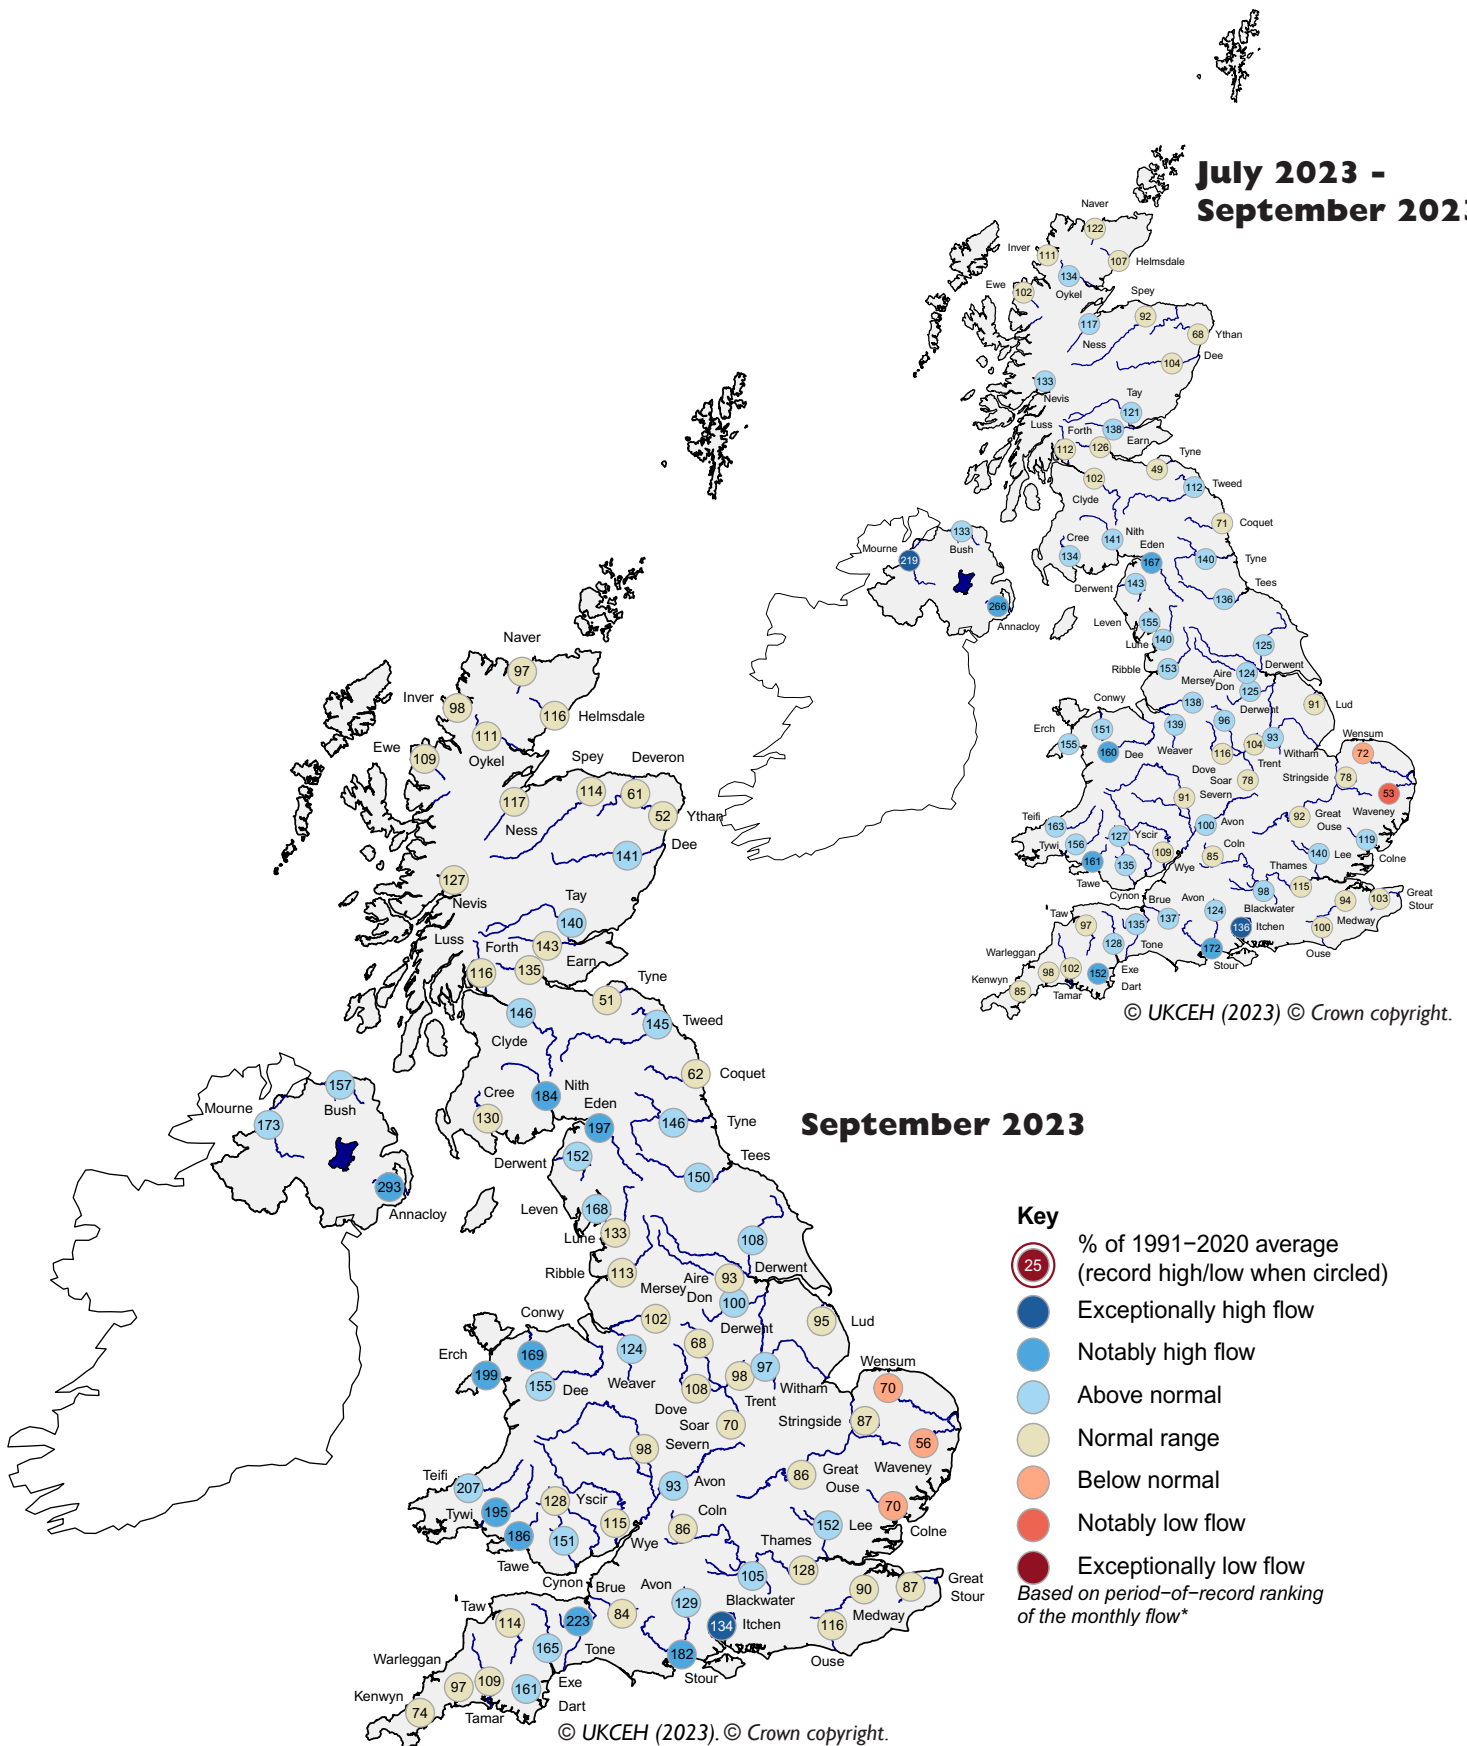 July 2023 -
September 202
Naver
122
Inver
111
107
Helmsdale
134
Oykel
Ewe
102
Spey
92
117
Ness
68
Ythan
Dee
104
133
Nevis
Tay
121
Luss
Forth
138
Earn
112
126
Tyne
49
102
Clyde
112
Tweed
71
Coquet
133
Bush
Mourne
219
Cree
134
Nith
141
Eden
167
140
Tyne
Tees
136
Derwent
143
266
Annacloy
Leven
155
Lune
140
125
Derwent
Ribble
153
Aire
124
Mersey
Don
125
Conwy
138
Derwent
91
Lud
Erch
151
155
160
Dee
139
Weaver
96
116
104
93
Witham
Trent
Dove
Soar
78
Wensum
72
Stringside
78
53
Waveney
91
Severn
92
Great
Ouse
Teifi
163
Tywi
156
161
Tawe
127
Yscir
135
Cynon
109
Wye
100
Avon
Coln
85
140
Lee
119
Colne
Thames
115
98
Blackwater
94
Medway
103
Great
Stour
100
Ouse
Brue
137
Avon
124
136
Itchen
172
Stour
Taw
97
135
Tone
128
Exe
152
Dart
Warleggan
98
102
Tamar
Kenwyn
85
© UKCEH (2023) © Crown copyright.
September 2023
Naver
97
Inver
98
116
Helmsdale
111
Oykel
Ewe
109
Spey
114
Deveron
61
117
Ness
52
Ythan
Dee
141
127
Nevis
Tay
140
Luss
Forth
143
Earn
116
135
Tyne
51
146
Clyde
145
Tweed
62
Coquet
157
Bush
Mourne
173
Cree
130
Nith
184
Eden
197
146
Tyne
Tees
150
Derwent
152
293
Annacloy
Leven
168
Lune
133
108
Derwent
Ribble
113
Aire
93
Mersey
Don
100
Conwy
102
Derwent
95
Lud
Erch
169
199
155
Dee
124
Weaver
68
108
98
97
Witham
Trent
Dove
Soar
70
Wensum
70
Stringside
87
56
Waveney
98
Severn
86
Great
Ouse
Teifi
207
Tywi
195
186
Tawe
128
Yscir
151
Cynon
115
Wye
93
Avon
Coln
86
152
Lee
70
Colne
Thames
128
105
Blackwater
90
Medway
87
Great
Stour
116
Ouse
Brue
84
Avon
129
134
Itchen
182
Stour
Taw
114
223
Tone
165
Exe
161
Dart
Warleggan
97
109
Tamar
Kenwyn
74
© UKCEH (2023). © Crown copyright.
Key
25
% of 1991−2020 average
(record high/low when circled)
Exceptionally high flow
Notably high flow
Above normal
Normal range
Below normal
Notably low flow
Exceptionally low flow
Based on period−of−record ranking
of the monthly flow*